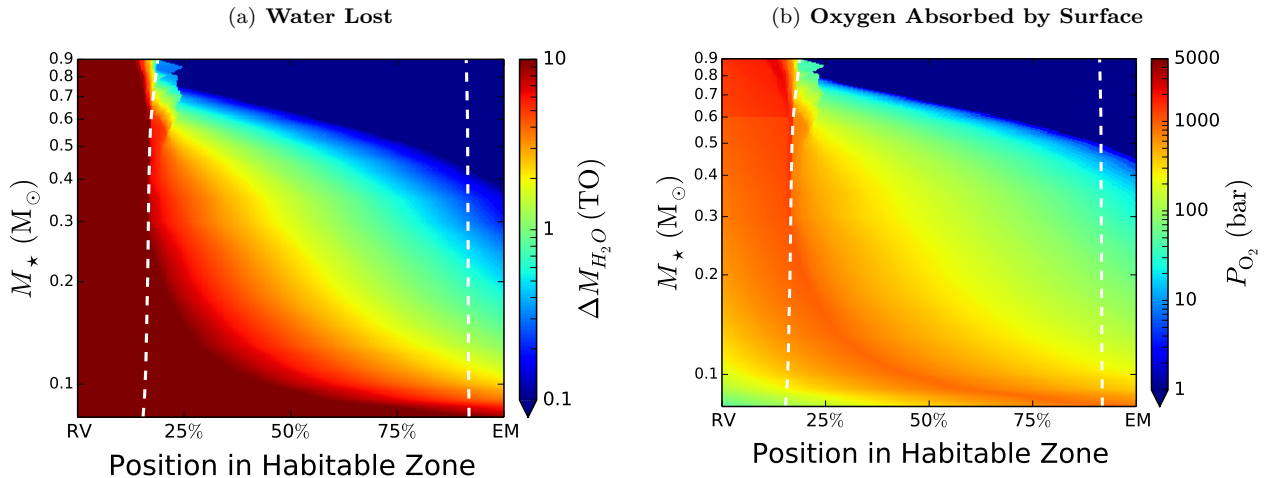 (a) Water Lost
0.9
0.8
0.7
0.6
0.5
0.4
0.3
0.2
0.1
M⋆ (M☉)
RV 25% 50% 75% EM
Position in Habitable Zone
10
1
0.1
ΔM_{H₂O} (TO)
(b) Oxygen Absorbed by Surface
0.9
0.8
0.7
0.6
0.5
0.4
0.3
0.2
0.1
M⋆ (M☉)
RV 25% 50% 75% EM
Position in Habitable Zone
5000
1000
100
10
1
P_{O₂} (bar)